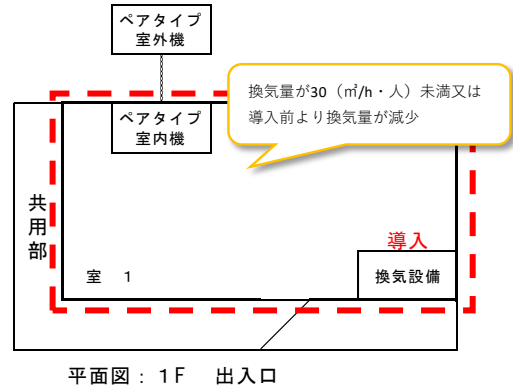 ペアタイプ
室外機
換気量が30（㎥/h・人）未満又は
導入前より換気量が減少
ペアタイプ
室内機
共用部
導入
室　1
換気設備
平面図：1F　出入口